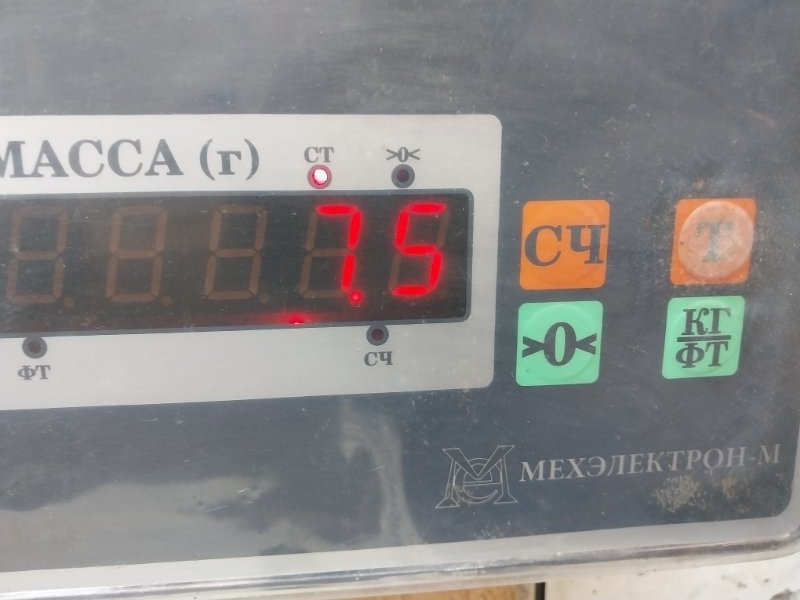 МАССА (г)
СТ >0<
7.5
ФТ СЧ
СЧ Т
>0< КГ
ФТ
МЕХЭЛЕКТРОН-М